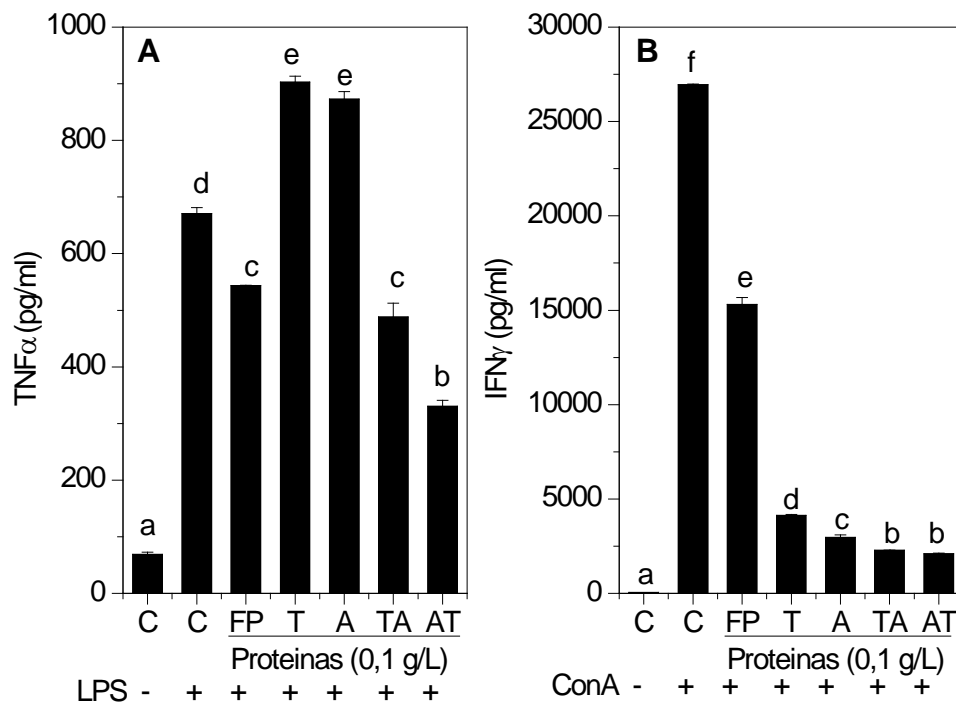 A
TNFα (pg/ml)
1000
800
600
400
200
0
a
d
c
e
e
c
b
C C FP T A TA AT
Proteinas (0,1 g/L)
LPS - + + + + + +
B
IFNγ (pg/ml)
30000
25000
20000
15000
10000
5000
0
a
f
e
d
c
b
b
C C FP T A TA AT
Proteinas (0,1 g/L)
ConA - + + + + + +